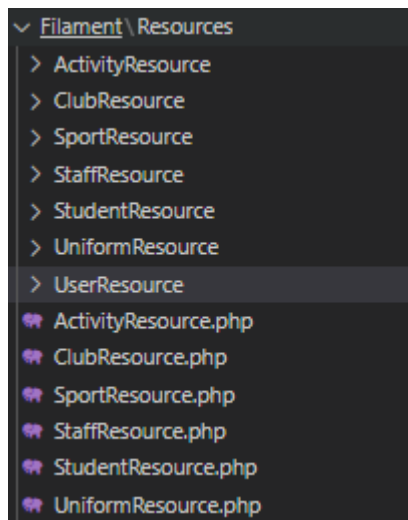 Filament\Resources
ActivityResource
ClubResource
SportResource
StaffResource
StudentResource
UniformResource
UserResource
ActivityResource.php
ClubResource.php
SportResource.php
StaffResource.php
StudentResource.php
UniformResource.php